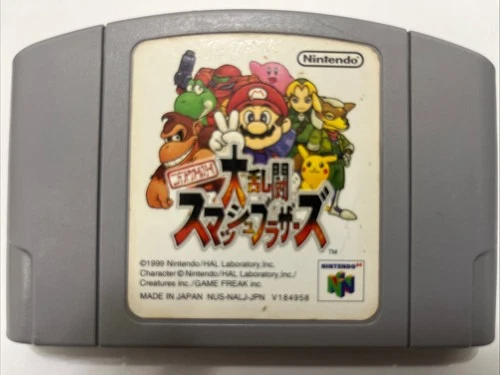 Nintendo
ニンテンドウオールスター!
大乱闘
スマッシュブラザーズ
TM
©1999 Nintendo/HAL Laboratory,Inc.
Character©Nintendo/HAL Laboratory,Inc./
Creatures inc./GAME FREAK inc.
MADE IN JAPAN NUS-NALJ-JPN V184958
NINTENDO 64